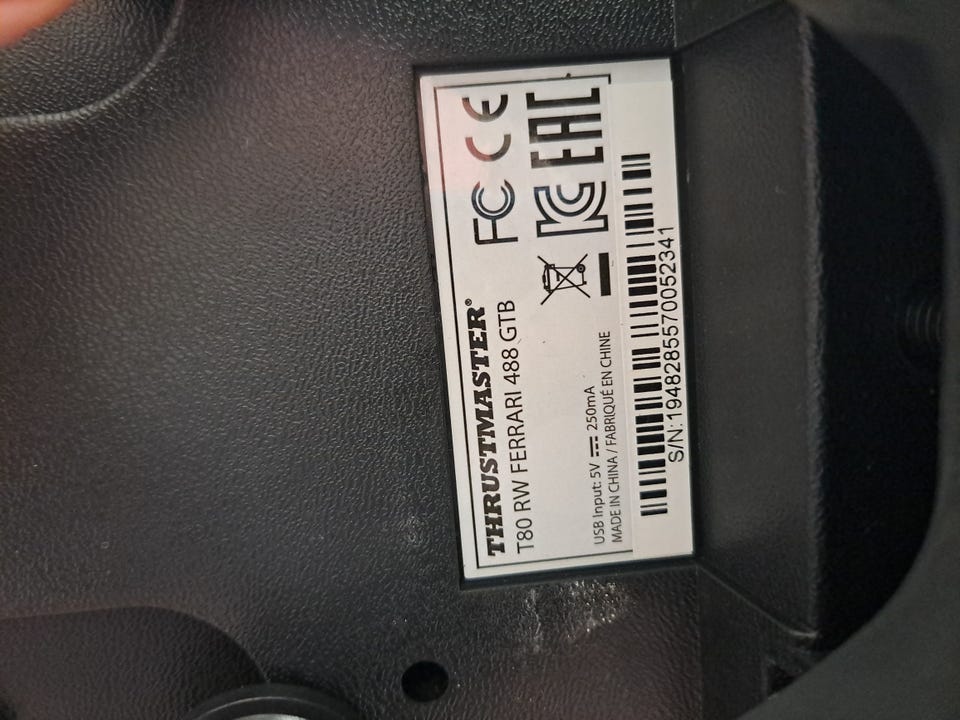 THRUSTMASTER®
T80 RW FERRARI 488 GTB
FC CE
EAC
USB Input: 5V ⎓ 250mA
MADE IN CHINA / FABRIQUÉ EN CHINE
S/N:1948285570052341